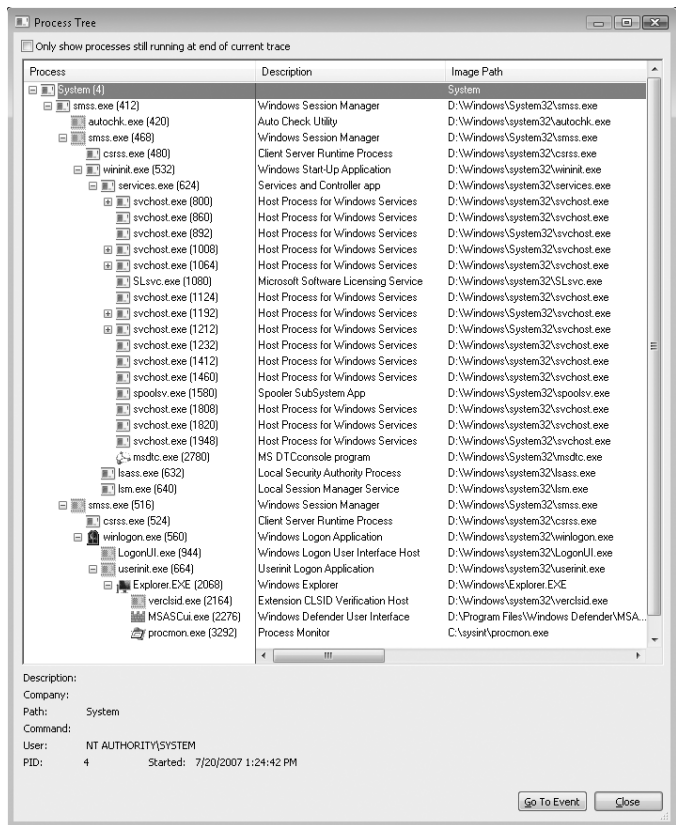 Process Tree
Only show processes still running at end of current trace
Process Description Image Path
System (4) System
smss.exe (412) Windows Session Manager D:\Windows\System32\smss.exe
autochk.exe (420) Auto Check Utility D:\Windows\system32\autochk.exe
smss.exe (468) Windows Session Manager D:\Windows\System32\smss.exe
csrss.exe (480) Client Server Runtime Process D:\Windows\system32\csrss.exe
wininit.exe (532) Windows Start-Up Application D:\Windows\system32\wininit.exe
services.exe (624) Services and Controller app D:\Windows\system32\services.exe
svchost.exe (800) Host Process for Windows Services D:\Windows\system32\svchost.exe
svchost.exe (860) Host Process for Windows Services D:\Windows\system32\svchost.exe
svchost.exe (892) Host Process for Windows Services D:\Windows\System32\svchost.exe
svchost.exe (1008) Host Process for Windows Services D:\Windows\System32\svchost.exe
svchost.exe (1064) Host Process for Windows Services D:\Windows\system32\svchost.exe
SLsvc.exe (1080) Microsoft Software Licensing Service D:\Windows\system32\SLsvc.exe
svchost.exe (1124) Host Process for Windows Services D:\Windows\system32\svchost.exe
svchost.exe (1192) Host Process for Windows Services D:\Windows\system32\svchost.exe
svchost.exe (1212) Host Process for Windows Services D:\Windows\System32\svchost.exe
svchost.exe (1232) Host Process for Windows Services D:\Windows\system32\svchost.exe
svchost.exe (1412) Host Process for Windows Services D:\Windows\system32\svchost.exe
svchost.exe (1460) Host Process for Windows Services D:\Windows\system32\svchost.exe
spoolsv.exe (1580) Spooler SubSystem App D:\Windows\System32\spoolsv.exe
svchost.exe (1808) Host Process for Windows Services D:\Windows\system32\svchost.exe
svchost.exe (1820) Host Process for Windows Services D:\Windows\system32\svchost.exe
svchost.exe (1948) Host Process for Windows Services D:\Windows\System32\svchost.exe
msdtc.exe (2780) MS DTCconsole program D:\Windows\System32\msdtc.exe
lsass.exe (632) Local Security Authority Process D:\Windows\system32\lsass.exe
lsm.exe (640) Local Session Manager Service D:\Windows\system32\lsm.exe
smss.exe (516) Windows Session Manager D:\Windows\System32\smss.exe
csrss.exe (524) Client Server Runtime Process D:\Windows\system32\csrss.exe
winlogon.exe (560) Windows Logon Application D:\Windows\system32\winlogon.exe
LogonUI.exe (944) Windows Logon User Interface Host D:\Windows\system32\LogonUI.exe
userinit.exe (664) Userinit Logon Application D:\Windows\system32\userinit.exe
Explorer.EXE (2068) Windows Explorer D:\Windows\Explorer.EXE
verclsid.exe (2164) Extension CLSID Verification Host D:\Windows\system32\verclsid.exe
MSASCui.exe (2276) Windows Defender User Interface D:\Program Files\Windows Defender\MSA...
procmon.exe (3292) Process Monitor C:\sysint\procmon.exe
Description:
Company:
Path: System
Command:
User: NT AUTHORITY\SYSTEM
PID: 4 Started: 7/20/2007 1:24:42 PM
Go To Event Close